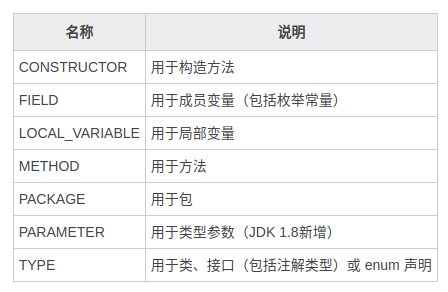 名称 说明
CONSTRUCTOR 用于构造方法
FIELD 用于成员变量（包括枚举常量）
LOCAL_VARIABLE 用于局部变量
METHOD 用于方法
PACKAGE 用于包
PARAMETER 用于类型参数（JDK 1.8新增）
TYPE 用于类、接口（包括注解类型）或 enum 声明